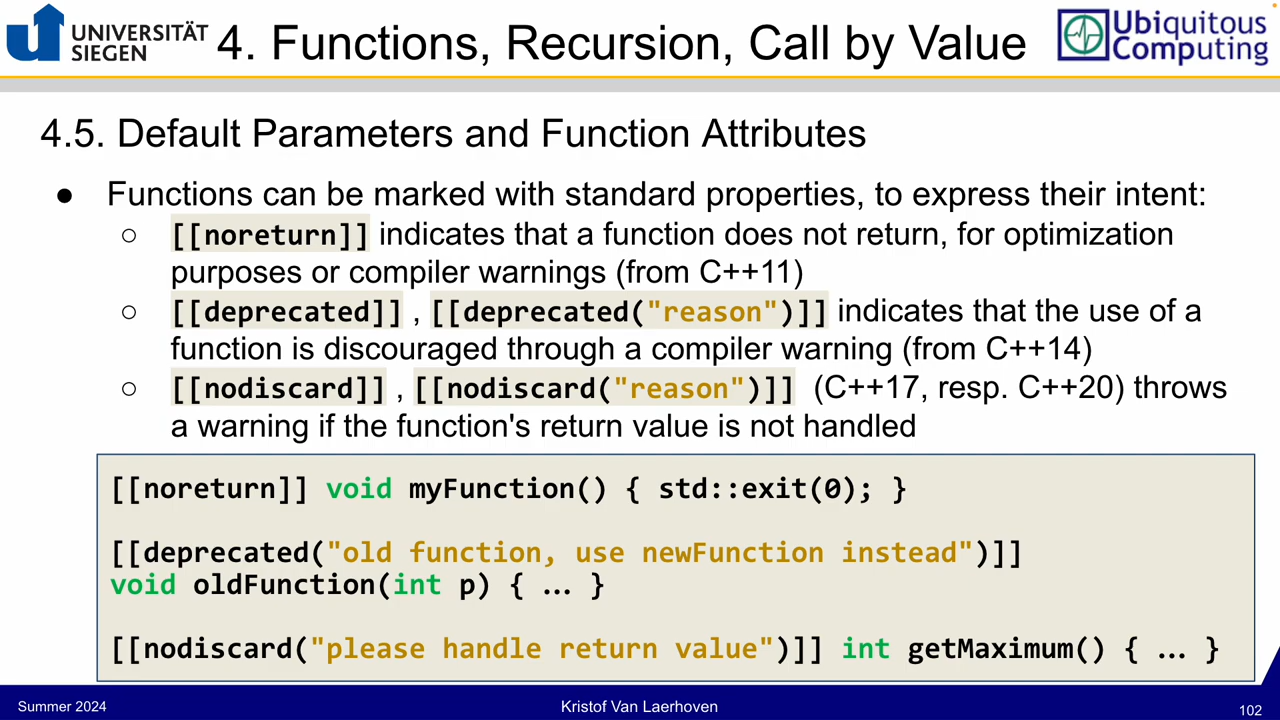 UNIVERSITÄT
SIEGEN
4. Functions, Recursion, Call by Value
Ubiquitous
Computing
4.5. Default Parameters and Function Attributes
● Functions can be marked with standard properties, to express their intent:
○ [[noreturn]] indicates that a function does not return, for optimization
purposes or compiler warnings (from C++11)
○ [[deprecated]] , [[deprecated("reason")]] indicates that the use of a
function is discouraged through a compiler warning (from C++14)
○ [[nodiscard]] , [[nodiscard("reason")]] (C++17, resp. C++20) throws
a warning if the function's return value is not handled
[[noreturn]] void myFunction() { std::exit(0); }
[[deprecated("old function, use newFunction instead")]]
void oldFunction(int p) { … }
[[nodiscard("please handle return value")]] int getMaximum() { … }
Summer 2024
Kristof Van Laerhoven
102